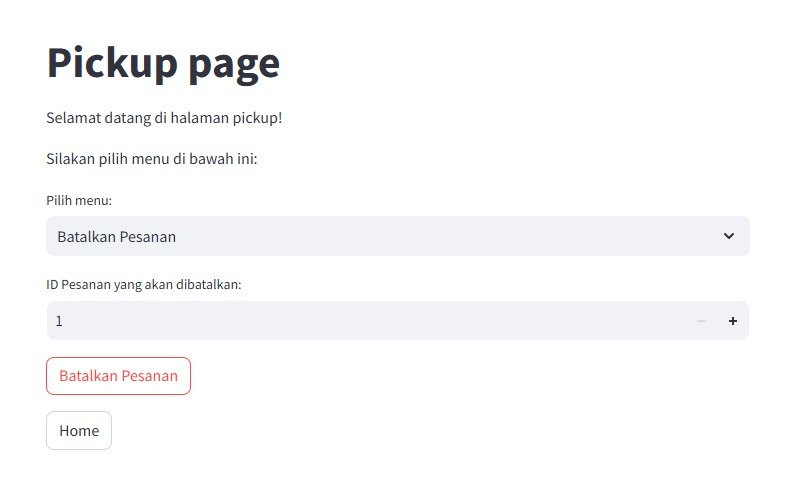 Pickup page
Selamat datang di halaman pickup!
Silakan pilih menu di bawah ini:
Pilih menu:
Batalkan Pesanan
ID Pesanan yang akan dibatalkan:
1
Batalkan Pesanan
Home